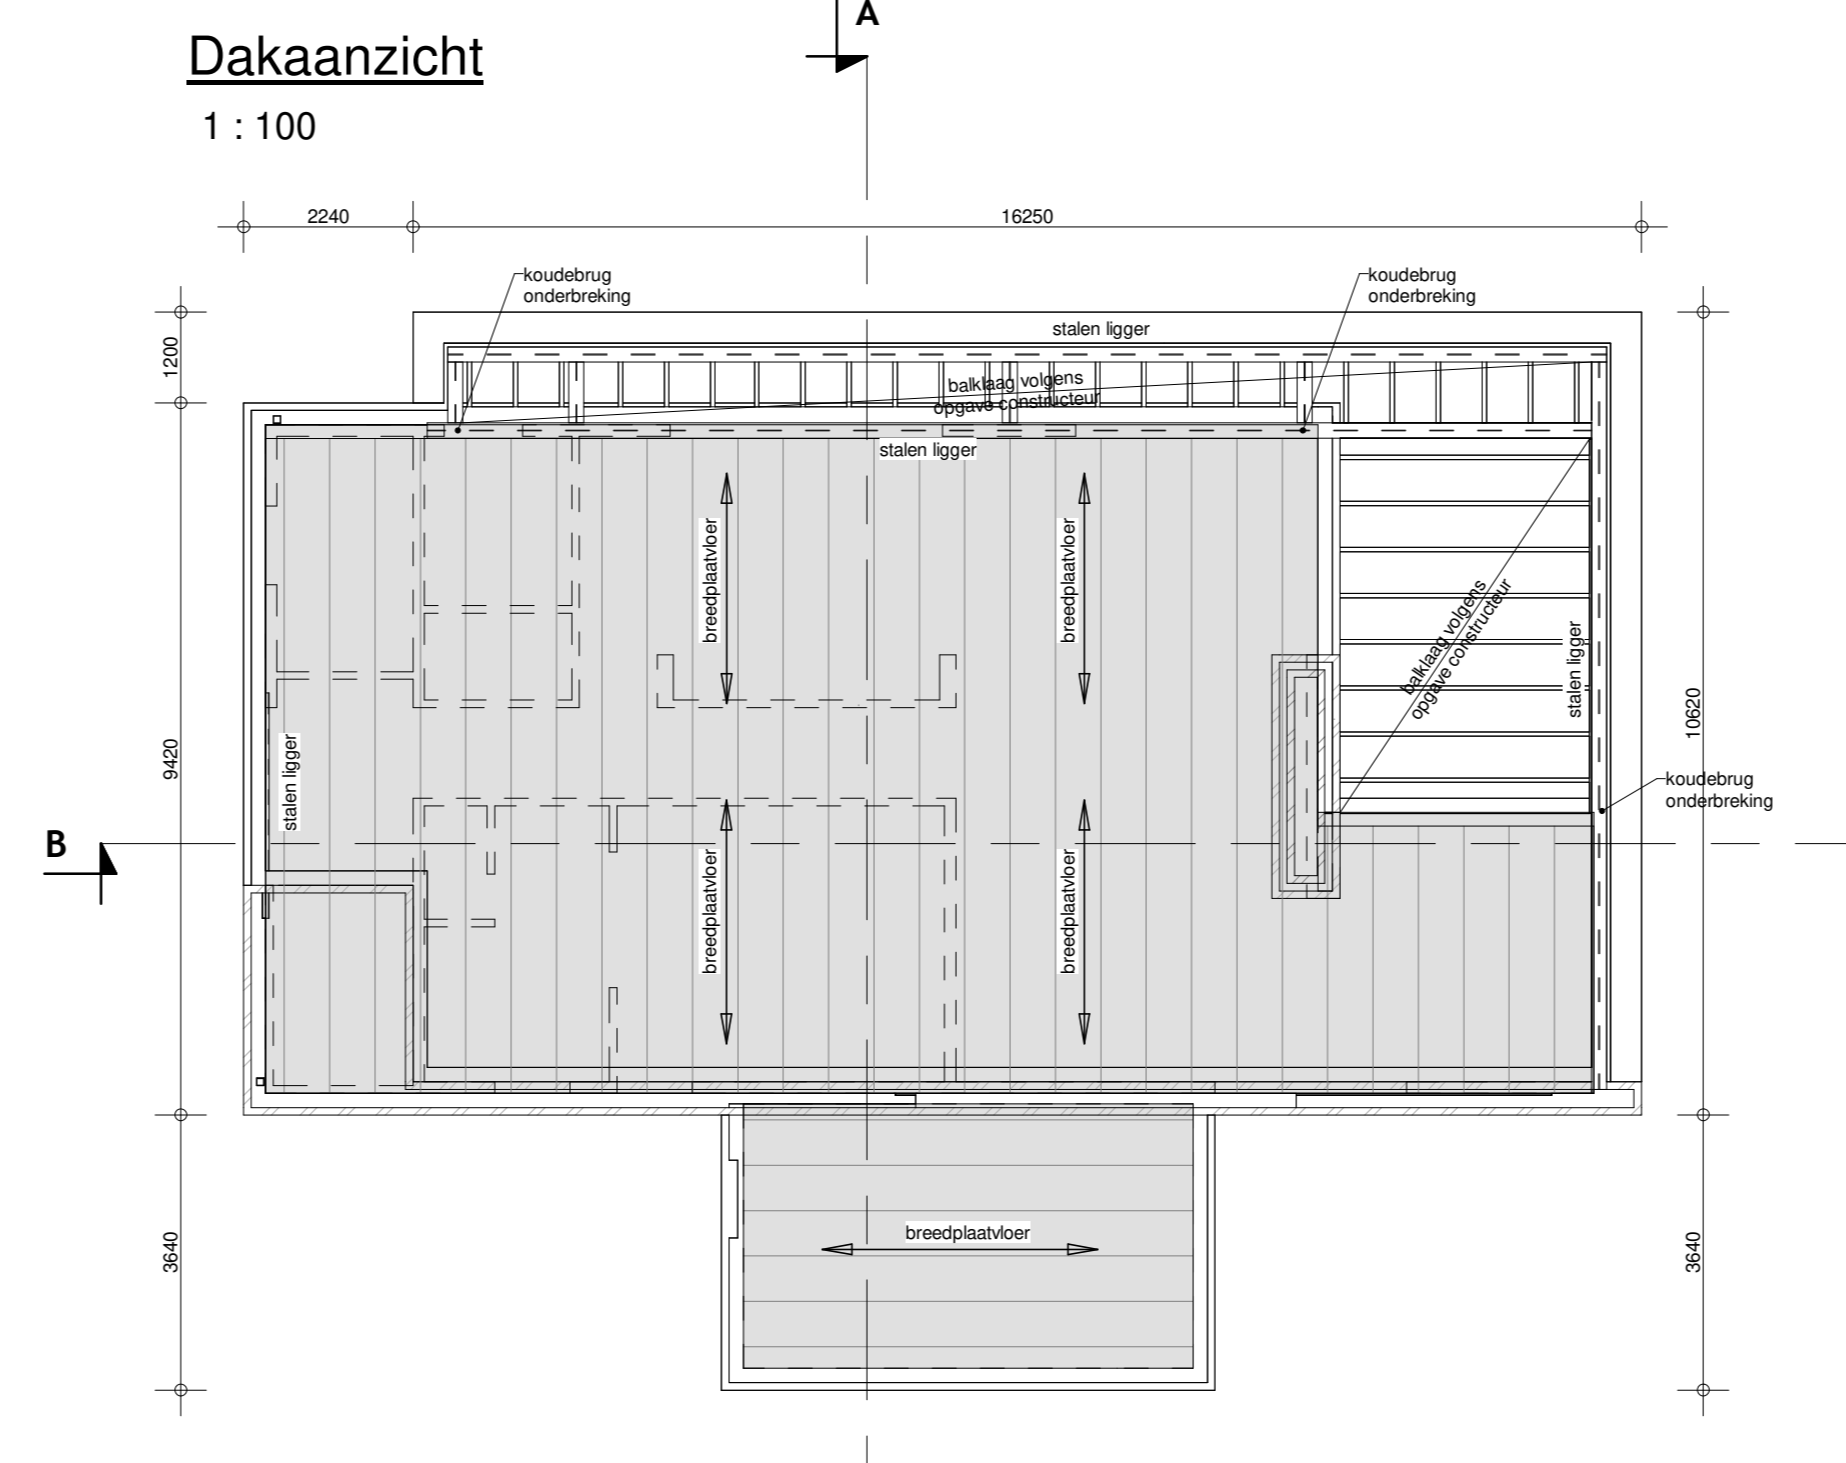 A
Dakaanzicht
1 : 100
2240
16250
koudebrug
onderbreking
koudebrug
onderbreking
stalen ligger
1200
balklaag volgens
opgave constructeur
stalen ligger
breedplaatvloer
breedplaatvloer
balklaag volgens
opgave constructeur
stalen ligger
10620
9420
stalen ligger
koudebrug
onderbreking
B
breedplaatvloer
breedplaatvloer
3640
breedplaatvloer
3640